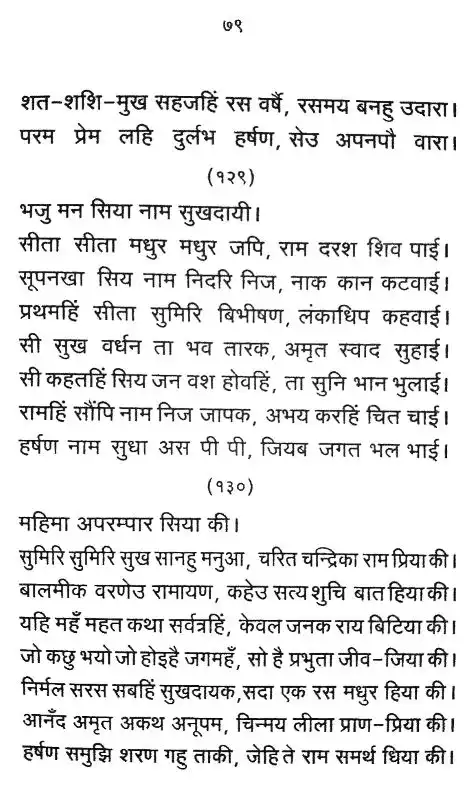 ७९
शत-शशि-मुख सहजहिं रस वर्षै, रसमय बनहु उदारा।
परम प्रेम लहि दुर्लभ हर्षण, सेउ अपनपौ वारा।
(१२९)
भजु मन सिया नाम सुखदायी।
सीता सीता मधुर मधुर जपि, राम दरश शिव पाई।
सूपनखा सिय नाम निदरि निज, नाक कान कटवाई।
प्रथमहिं सीता सुमिरि बिभीषण, लंकाधिप कहवाई।
सी सुख वर्धन ता भव तारक, अमृत स्वाद सुहाई।
सी कहतहिं सिय जन वश होवहिं, ता सुनि भान भुलाई।
रामहिं सौंपि नाम निज जापक, अभय करहिं चित चाई।
हर्षण नाम सुधा अस पी पी, जियब जगत भल भाई।
(१३०)
महिमा अपरम्पार सिया की।
सुमिरि सुमिरि सुख सानहु मनुआ, चरित चन्द्रिका राम प्रिया की।
बालमीक वरणेउ रामायण, कहेउ सत्य शुचि बात हिया की।
यहि महँ महत कथा सर्वत्रहिं, केवल जनक राय बिटिया की।
जो कछु भयो जो होइहै जगमहँ, सो है प्रभुता जीव-जिया की।
निर्मल सरस सबहिं सुखदायक,सदा एक रस मधुर हिया की।
आनँद अमृत अकथ अनूपम, चिन्मय लीला प्राण-प्रिया की।
हर्षण समुझि शरण गहु ताकी, जेहि ते राम समर्थ धिया की।